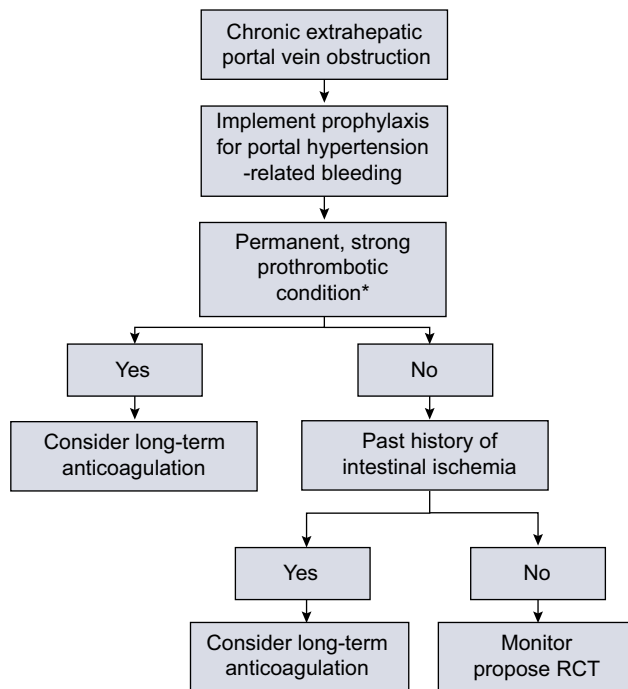 Chronic extrahepatic
portal vein obstruction
Implement prophylaxis
for portal hypertension
-related bleeding
Permanent, strong
prothrombotic
condition*
Yes
No
Consider long-term
anticoagulation
Past history of
intestinal ischemia
Yes
No
Consider long-term
anticoagulation
Monitor
propose RCT